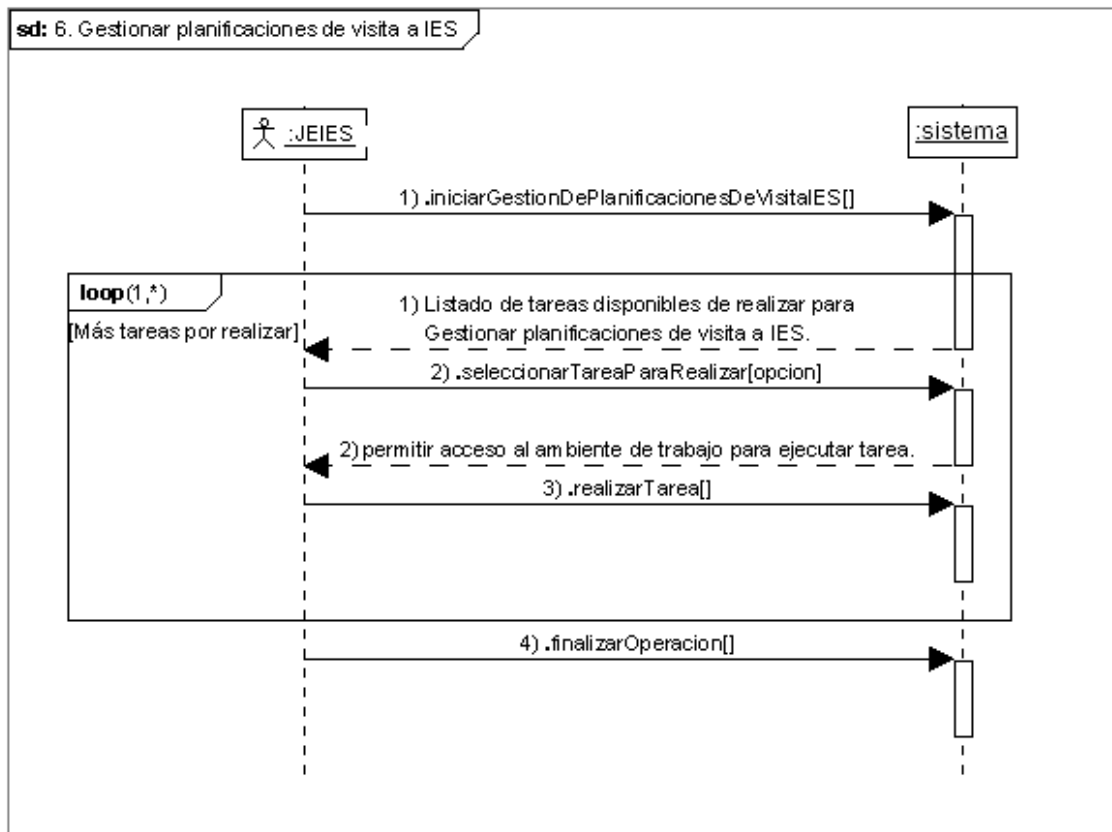 sd: 6. Gestionar planificaciones de visita a IES
:JEIES
:sistema
1) .iniciarGestionDePlanificacionesDeVisitaIES[]
loop(1,*)
[Más tareas por realizar]
1) Listado de tareas disponibles de realizar para
Gestionar planificaciones de visita a IES.
2) .seleccionarTareaParaRealizar[opcion]
2) permitir acceso al ambiente de trabajo para ejecutar tarea.
3) .realizarTarea[]
4) .finalizarOperacion[]